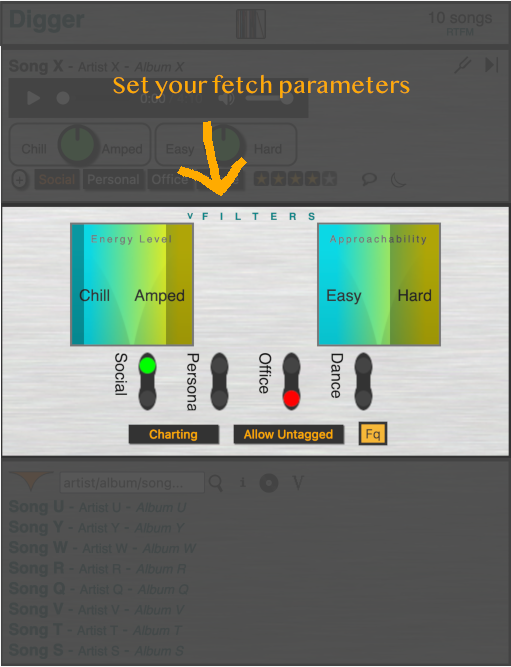 Digger
10 songs
RTFM
Song X - Artist X - Album X
Set your fetch parameters
Chill Amped Easy Hard
Social Personal Office
v F I L T E R S
Energy Level
Approachability
Chill Amped
Easy Hard
Social
Persona
Office
Dance
Charting
Allow Untagged
Fq
artist/album/song...
Song U - Artist U - Album U
Song Y - Artist Y - Album Y
Song W - Artist W - Album W
Song R - Artist R - Album R
Song Q - Artist Q - Album Q
Song V - Artist V - Album V
Song T - Artist T - Album T
Song S - Artist S - Album S